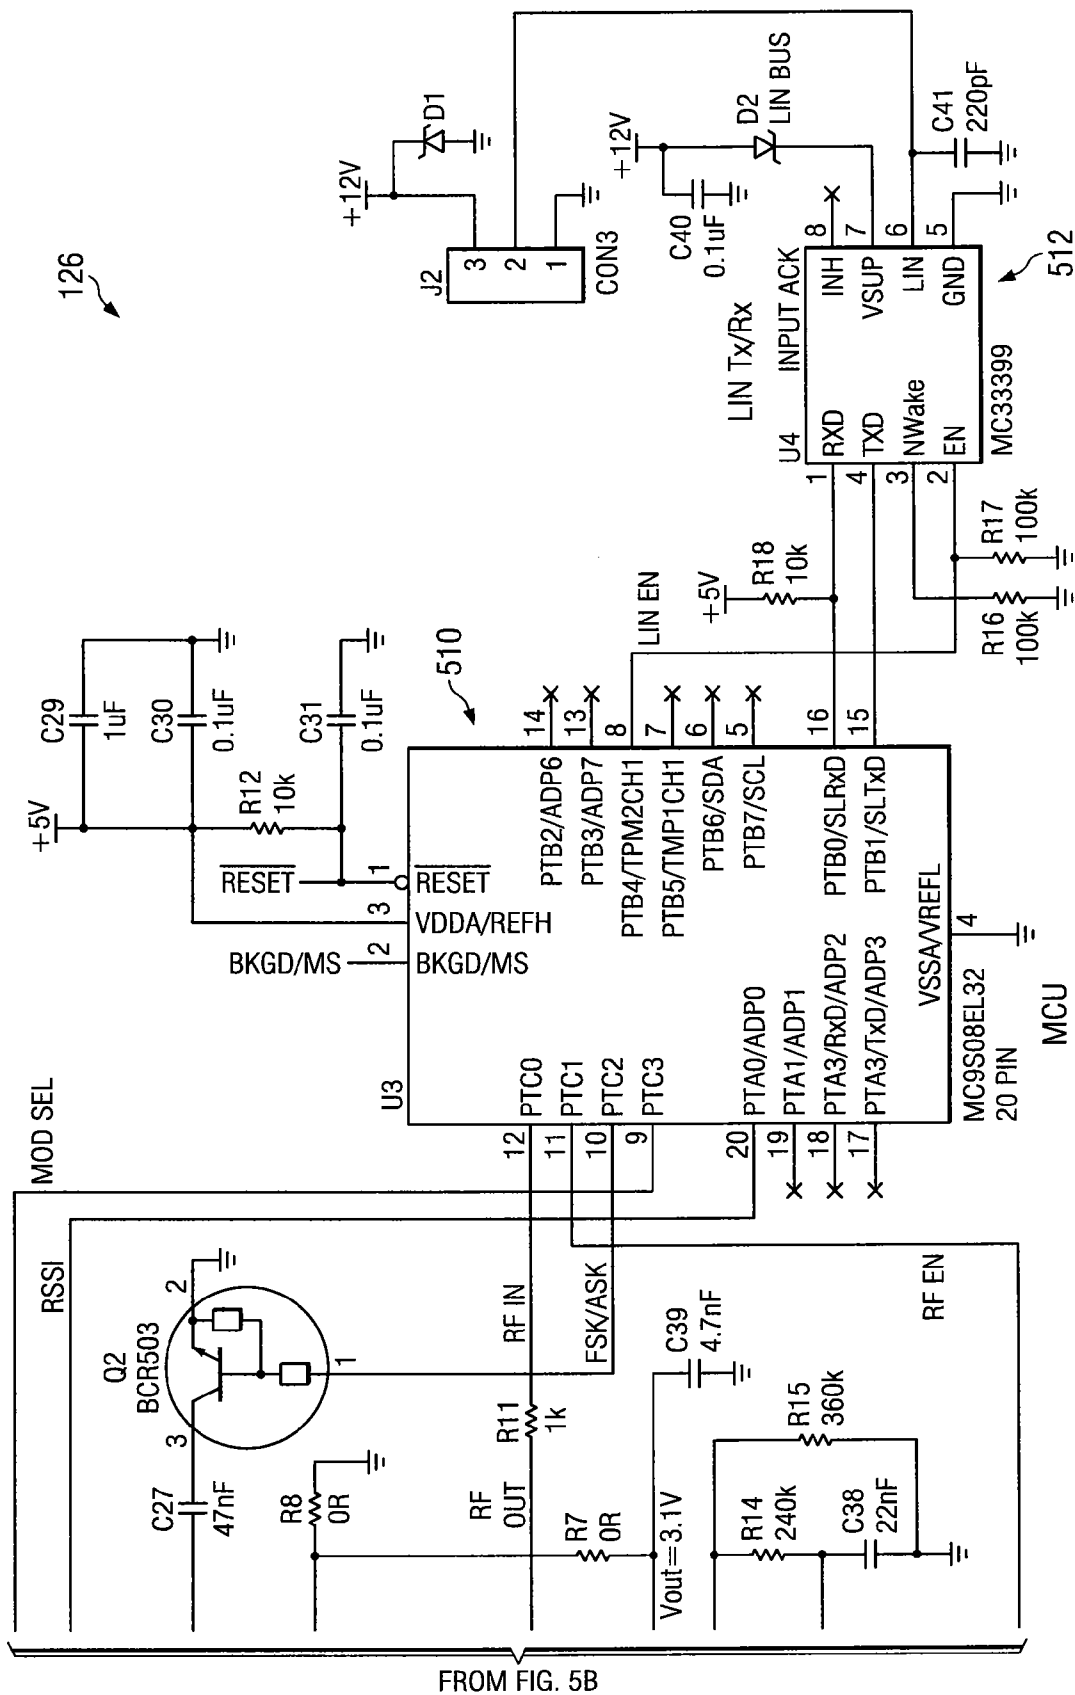 126
+12V
D1
J2
3
2
1
CON3
+12V
D2
LIN BUS
C40
0.1uF
C41
220pF
LIN Tx/Rx
INPUT ACK
U4
8
7
6
5
INH
VSUP
LIN
GND
RXD
TXD
NWake
EN
1
4
3
2
MC33399
512
+5V
R18
10k
LIN EN
R17
100k
R16
100k
+5V
C29
1uF
C30
0.1uF
C31
0.1uF
R12
10k
510
RESET
1
RESET
3
VDDA/REFH
BKGD/MS
2
BKGD/MS
14
13
8
7
6
5
16
15
PTB2/ADP6
PTB3/ADP7
PTB4/TPM2CH1
PTB5/TMP1CH1
PTB6/SDA
PTB7/SCL
PTB0/SLRxD
PTB1/SLTxD
VSSA/VREFL
4
U3
PTC0
PTC1
PTC2
PTC3
PTA0/ADP0
PTA1/ADP1
PTA3/RxD/ADP2
PTA3/TxD/ADP3
12
11
10
9
20
19
18
17
MC9S08EL32
20 PIN
MCU
MOD SEL
RSSI
Q2
BCR503
2
1
3
C27
47nF
R8
0R
RF IN
FSK/ASK
R11
1k
RF
OUT
R7
0R
C39
4.7nF
Vout=3.1V
RF EN
R15
360k
R14
240k
C38
22nF
FROM FIG. 5B